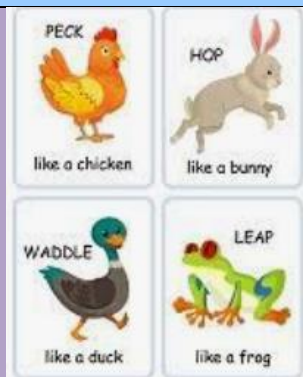 PECK
like a chicken
HOP
like a bunny
WADDLE
like a duck
LEAP
like a frog